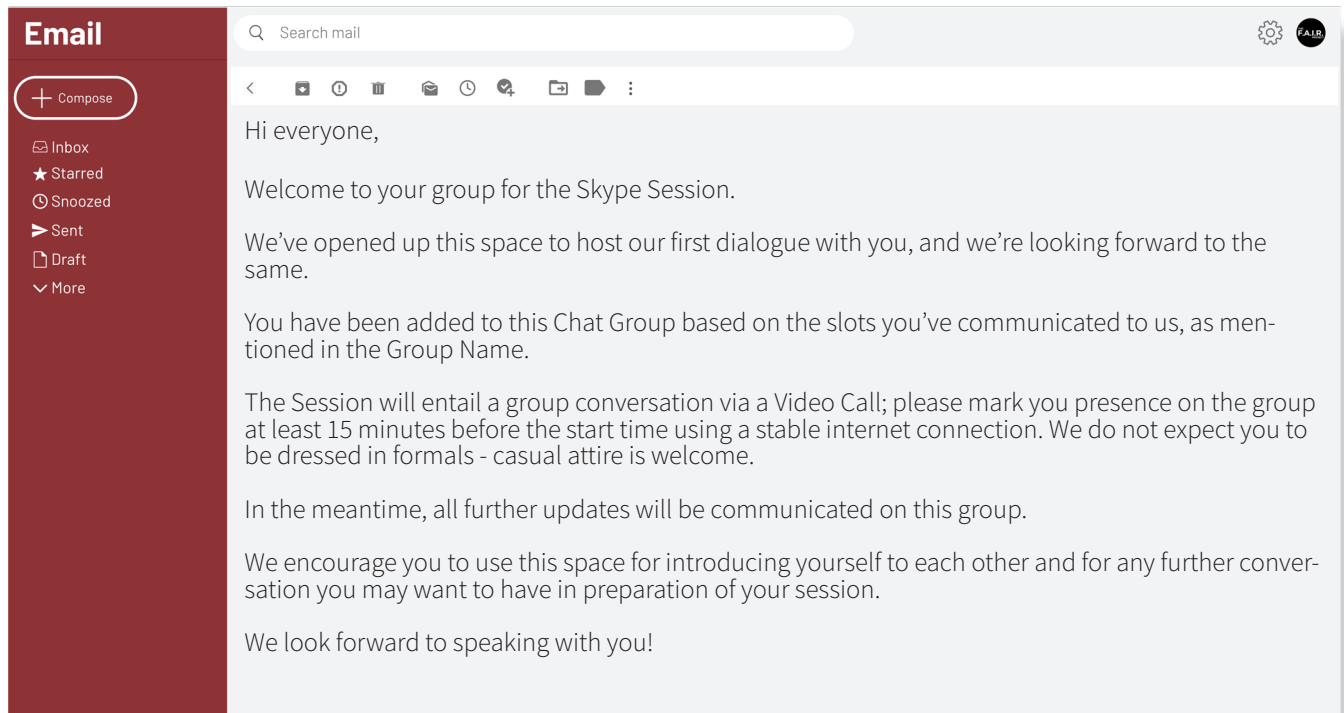 Email
Search mail
F.A.I.R.
Compose
Inbox
Starred
Snoozed
Sent
Draft
More
Hi everyone,
Welcome to your group for the Skype Session.
We’ve opened up this space to host our first dialogue with you, and we’re looking forward to the
same.
You have been added to this Chat Group based on the slots you’ve communicated to us, as men-
tioned in the Group Name.
The Session will entail a group conversation via a Video Call; please mark you presence on the group
at least 15 minutes before the start time using a stable internet connection. We do not expect you to
be dressed in formals - casual attire is welcome.
In the meantime, all further updates will be communicated on this group.
We encourage you to use this space for introducing yourself to each other and for any further conver-
sation you may want to have in preparation of your session.
We look forward to speaking with you!